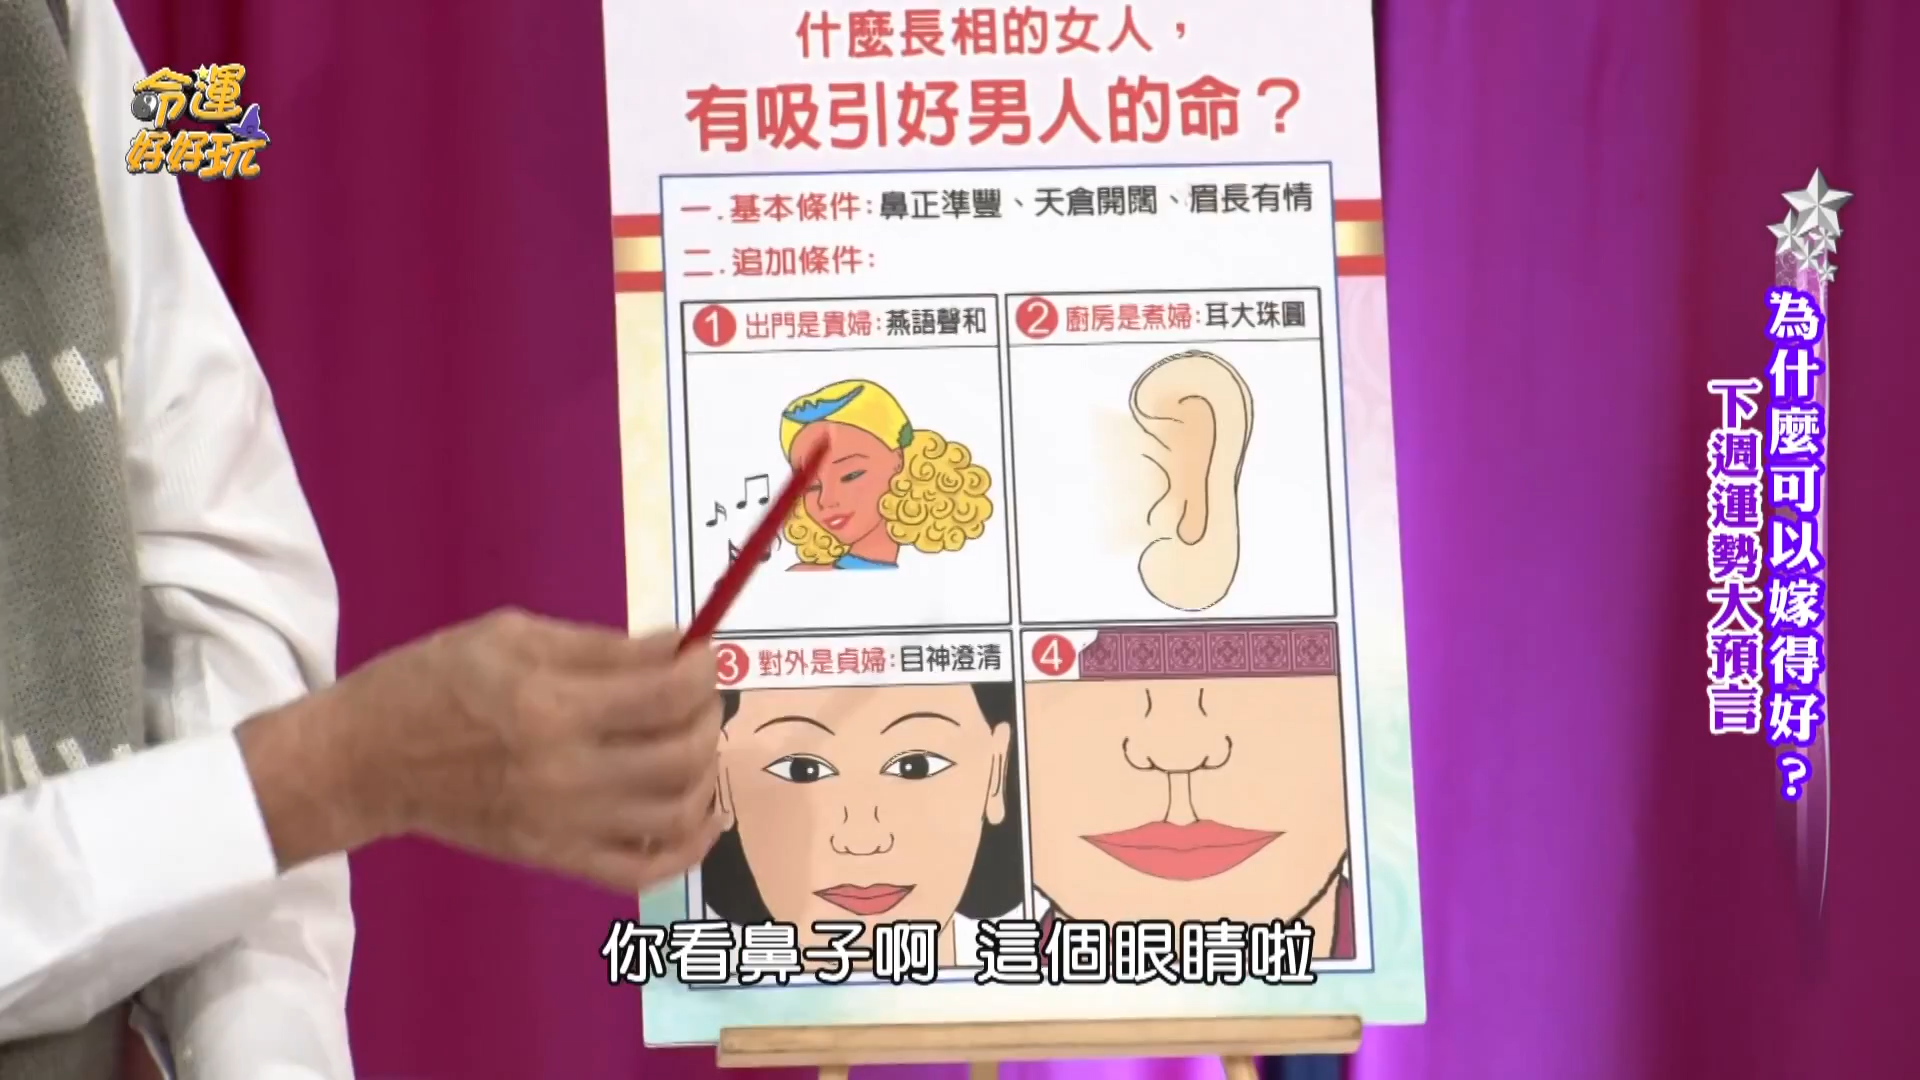 命運
好好玩
什麼長相的女人，
有吸引好男人的命？
一.基本條件:鼻正準豐、天倉開闊、眉長有情
二.追加條件:
1 出門是貴婦:燕語聲和
2 廚房是煮婦:耳大珠圓
3 對外是貞婦:目神澄清
4
為什麼可以嫁得好?
下週運勢大預言
你看鼻子啊 這個眼睛啦